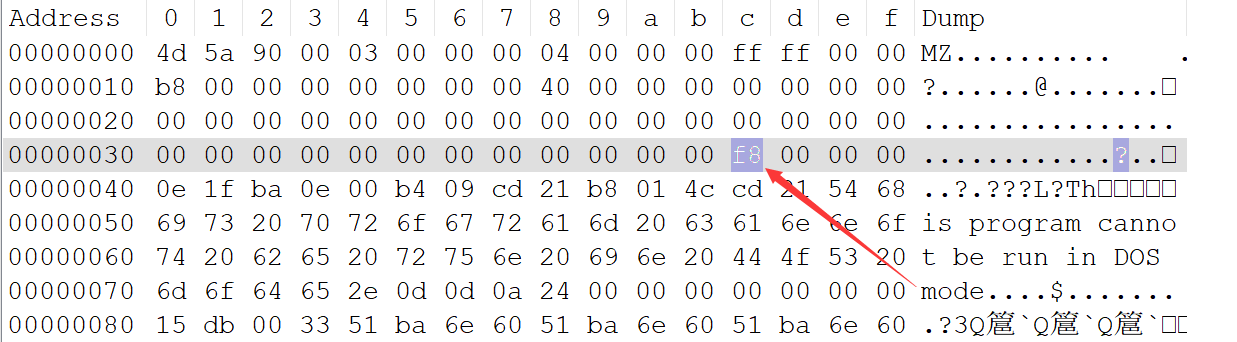 Address 0 1 2 3 4 5 6 7 8 9 a b c d e f Dump
00000000 4d 5a 90 00 03 00 00 00 04 00 00 00 ff ff 00 00 MZ.......... .
00000010 b8 00 00 00 00 00 00 00 40 00 00 00 00 00 00 00 ?......@.......□
00000020 00 00 00 00 00 00 00 00 00 00 00 00 00 00 00 00 ................
00000030 00 00 00 00 00 00 00 00 00 00 00 00 f8 00 00 00 ............?..□
00000040 0e 1f ba 0e 00 b4 09 cd 21 b8 01 4c cd 21 54 68 ..?.???L?Th□□□□□
00000050 69 73 20 70 72 6f 67 72 61 6d 20 63 61 6e 6e 6f is program canno
00000060 74 20 62 65 20 72 75 6e 20 69 6e 20 44 4f 53 20 t be run in DOS
00000070 6d 6f 64 65 2e 0d 0d 0a 24 00 00 00 00 00 00 00 mode....$.......
00000080 15 db 00 33 51 ba 6e 60 51 ba 6e 60 51 ba 6e 60 .?3Q簄`Q簄`Q簄`□□